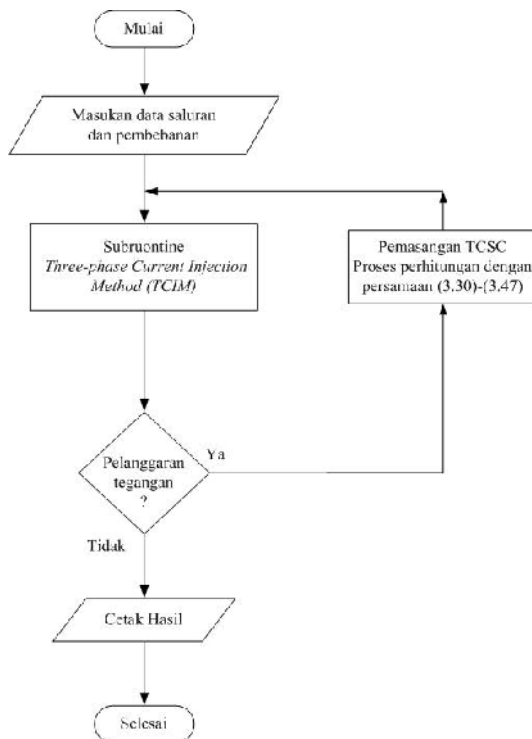 Mulai
Masukan data saluran
dan pembebanan
Subruontine
Three-phase Current Injection
Method (TCIM)
Pemasangan TCSC
Proses perhitungan dengan
persamaan (3.30)-(3.47)
Pelanggaran
tegangan
?
Ya
Tidak
Cetak Hasil
Selesai